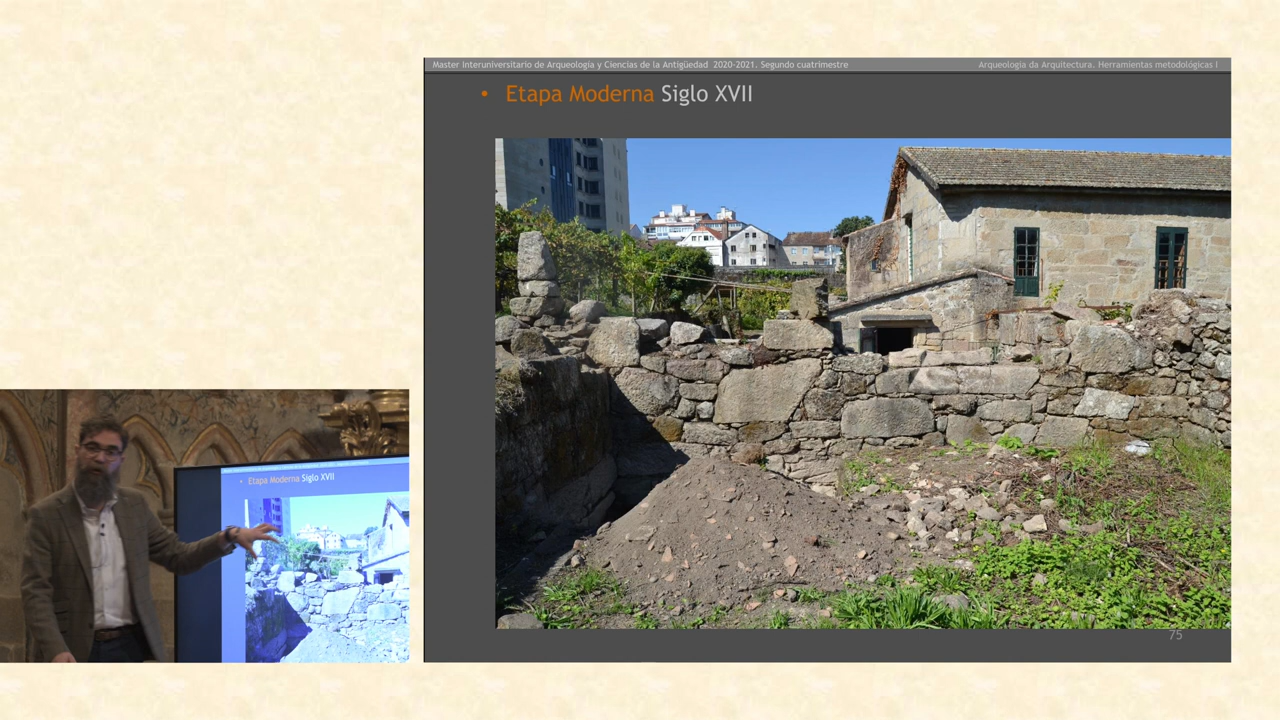 Master Interuniversitario de Arqueología y Ciencias de la Antigüedad 2020-2021. Segundo cuatrimestre
Arqueología da Arquitectura. Herramientas metodológicas I
• Etapa Moderna Siglo XVII
75
• Etapa Moderna Siglo XVII